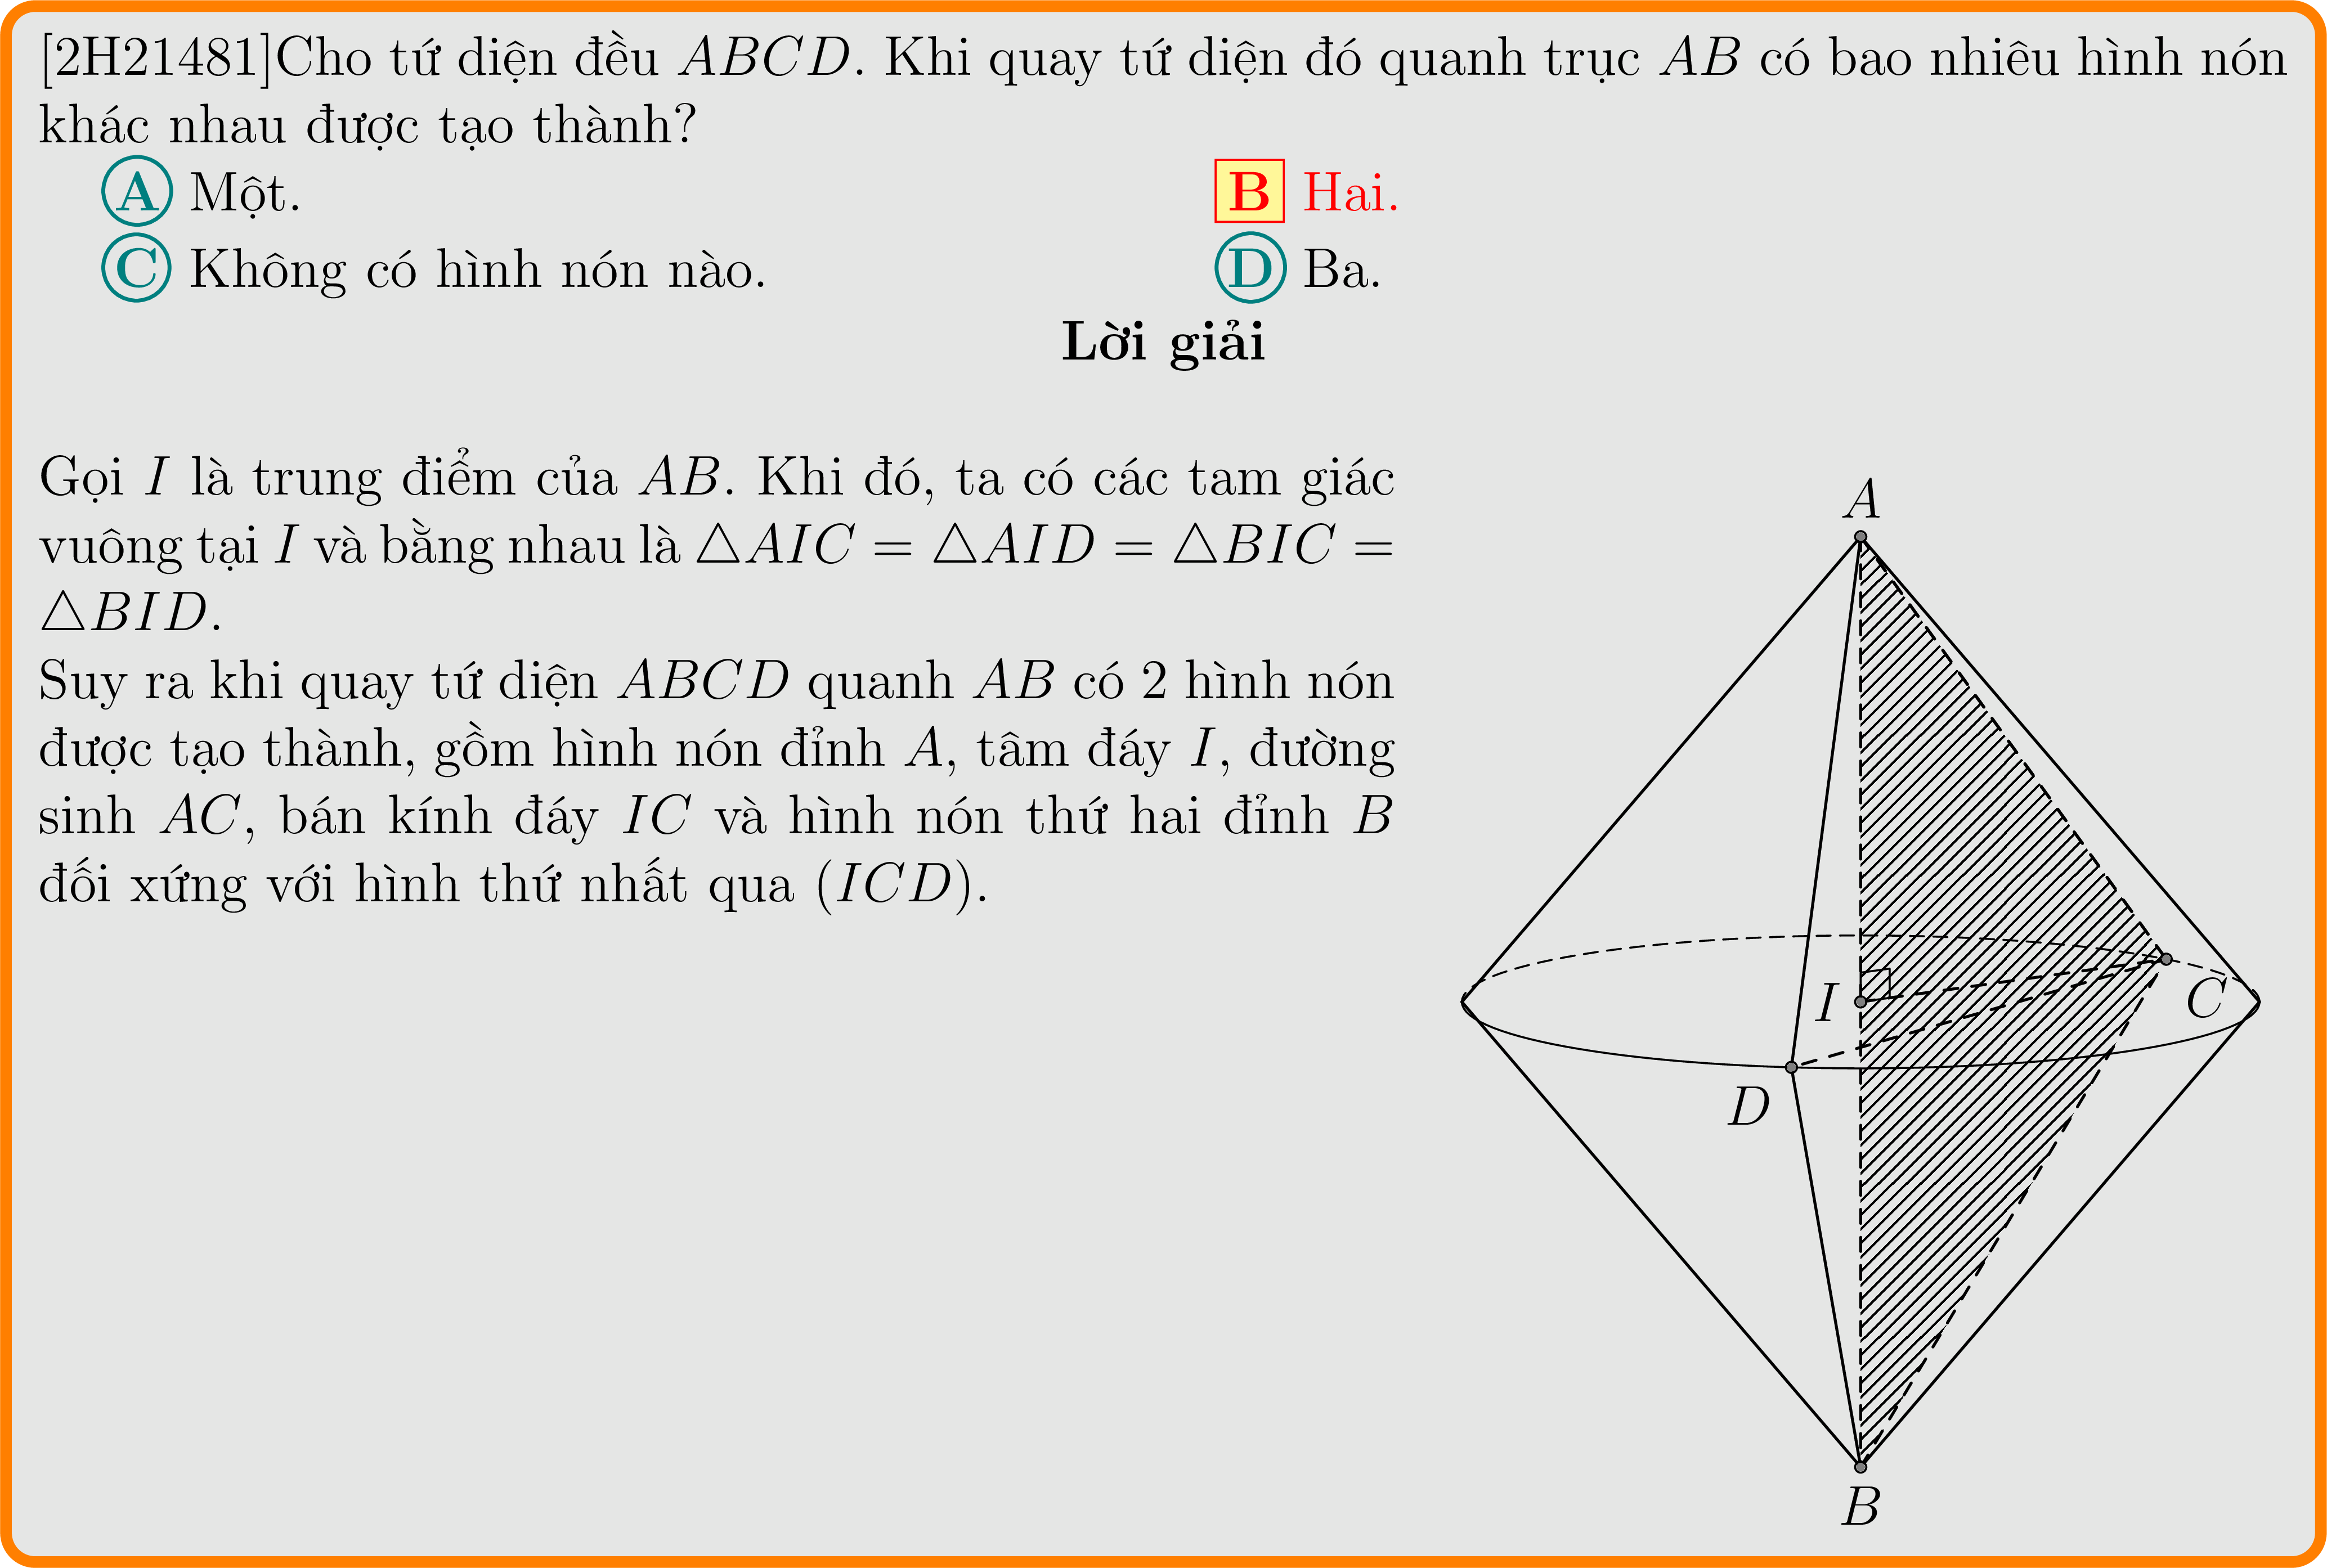 [2H21481]Cho tứ diện đều ABCD. Khi quay tứ diện đó quanh trục AB có bao nhiêu hình nón
khác nhau được tạo thành?
A Một.
B Hai.
C Không có hình nón nào.
D Ba.
Lời giải
Gọi I là trung điểm của AB. Khi đó, ta có các tam giác
vuông tại I và bằng nhau là △AIC = △AID = △BIC =
△BID.
Suy ra khi quay tứ diện ABCD quanh AB có 2 hình nón
được tạo thành, gồm hình nón đỉnh A, tâm đáy I, đường
sinh AC, bán kính đáy IC và hình nón thứ hai đỉnh B
đối xứng với hình thứ nhất qua (ICD).
A
I
C
D
B